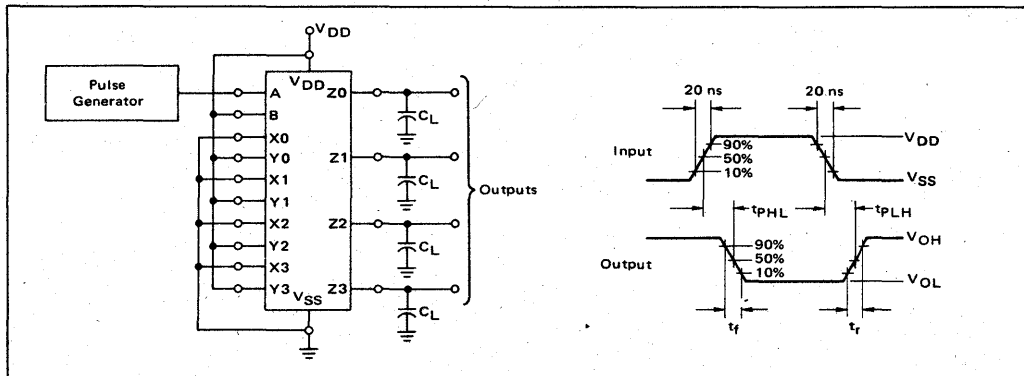 VDD
Pulse
Generator
VDD
A
B
X0
Y0
X1
Y1
X2
Y2
X3
Y3
VSS
Z0
Z1
Z2
Z3
CL
CL
CL
CL
Outputs
20 ns
20 ns
Input
90%
50%
10%
VDD
VSS
tPHL
tPLH
Output
90%
50%
10%
VOH
VOL
tf
tr